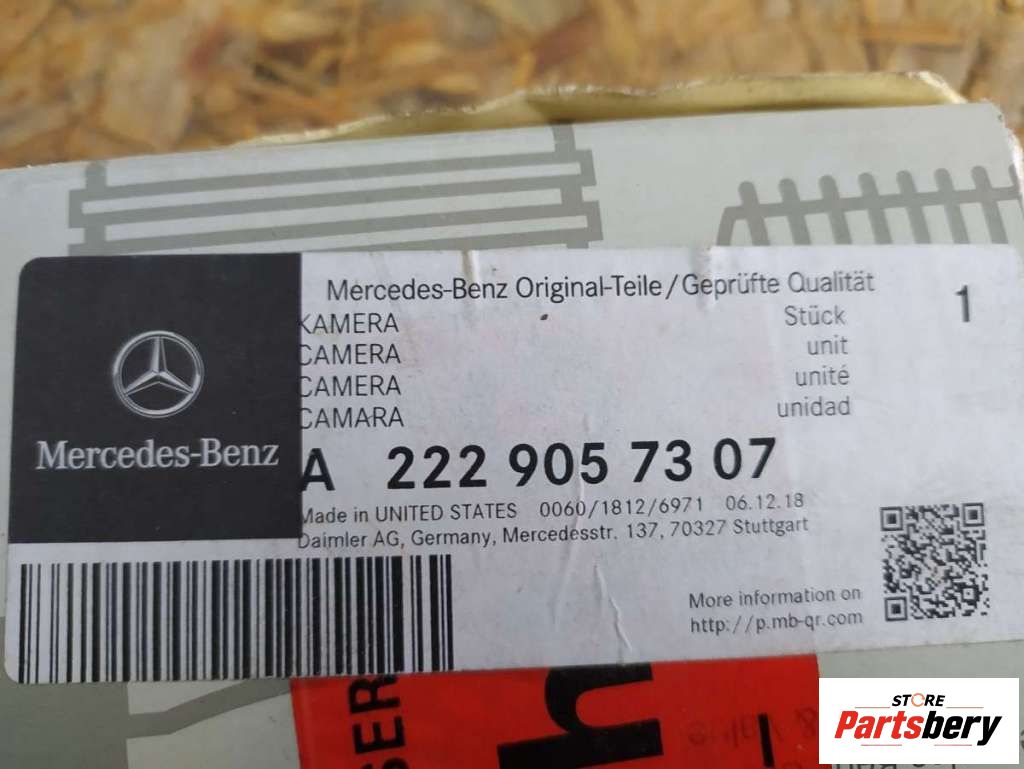 Mercedes-Benz Original-Teile/Geprüfte Qualität
KAMERA Stück 1
CAMERA unit
CAMERA unité
CAMARA unidad
Mercedes-Benz
A 222 905 73 07
Made in UNITED STATES 0060/1812/6971 06.12.18
Daimler AG, Germany, Mercedesstr. 137, 70327 Stuttgart
More information on
http://p.mb-qr.com
SER
h
STORE
Partsbery